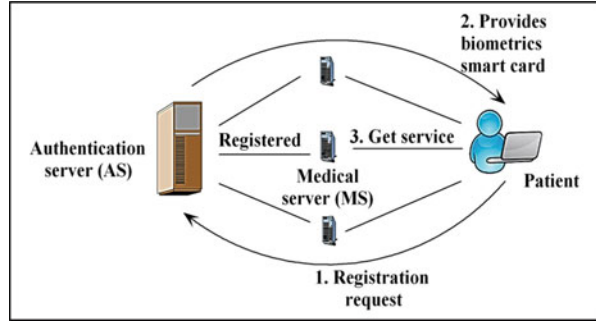 2. Provides
biometrics
smart card
Authentication
server (AS)
Registered
3. Get service
Medical
server (MS)
Patient
1. Registration
request